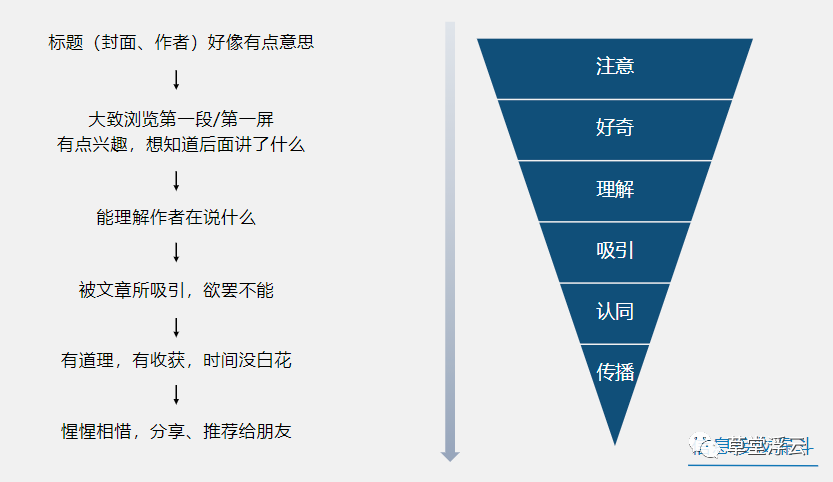 标题（封面、作者）好像有点意思
大致浏览第一段/第一屏
有点兴趣，想知道后面讲了什么
能理解作者在说什么
被文章所吸引，欲罢不能
有道理，有收获，时间没白花
惺惺相惜，分享、推荐给朋友
注意
好奇
理解
吸引
认同
传播
草堂浮云